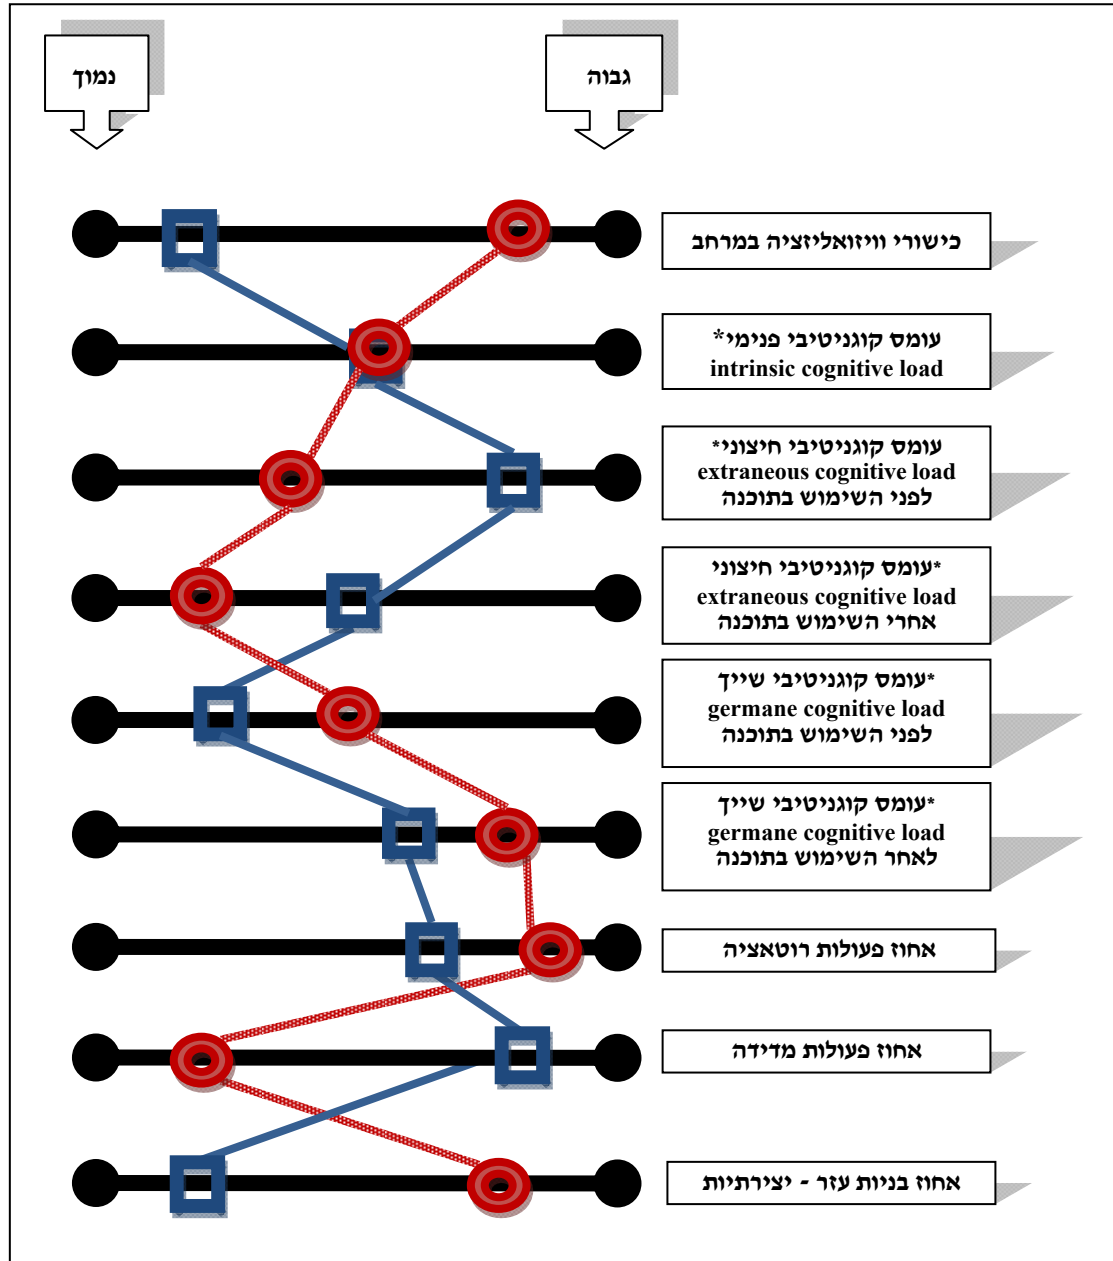 נמוך
גבוה
כישורי וויזואליזציה במרחב
עומס קוגניטיבי פנימי*
intrinsic cognitive load
עומס קוגניטיבי חיצוני*
extraneous cognitive load
לפני השימוש בתוכנה
*עומס קוגניטיבי חיצוני
extraneous cognitive load
אחרי השימוש בתוכנה
*עומס קוגניטיבי שייך
germane cognitive load
לפני השימוש בתוכנה
*עומס קוגניטיבי שייך
germane cognitive load
לאחר השימוש בתוכנה
אחוז פעולות רוטאציה
אחוז פעולות מדידה
אחוז בניות עזר - יצירתיות